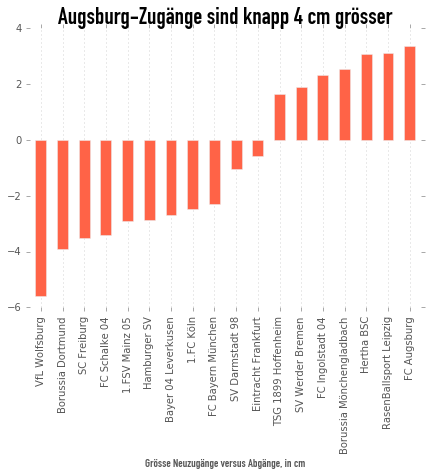 Augsburg-Zugänge sind knapp 4 cm grösser
4
2
0
−2
−4
−6
VfL Wolfsburg
Borussia Dortmund
SC Freiburg
FC Schalke 04
1.FSV Mainz 05
Hamburger SV
Bayer 04 Leverkusen
1.FC Köln
FC Bayern München
SV Darmstadt 98
Eintracht Frankfurt
TSG 1899 Hoffenheim
SV Werder Bremen
FC Ingolstadt 04
Borussia Mönchengladbach
Hertha BSC
RasenBallsport Leipzig
FC Augsburg
Grösse Neuzugänge versus Abgänge, in cm